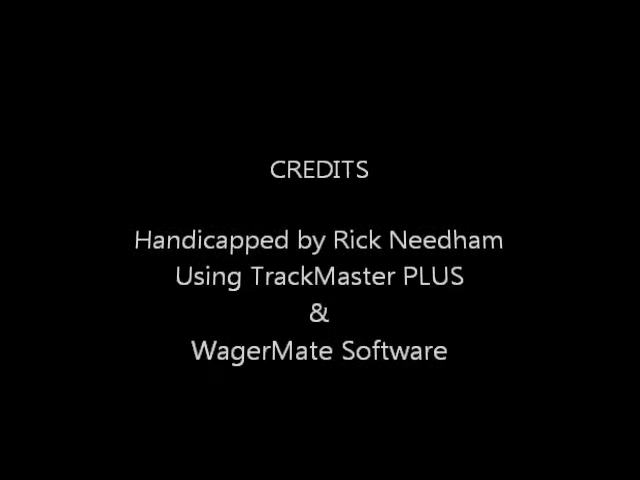 CREDITS
Handicapped by Rick Needham
Using TrackMaster PLUS
&
WagerMate Software